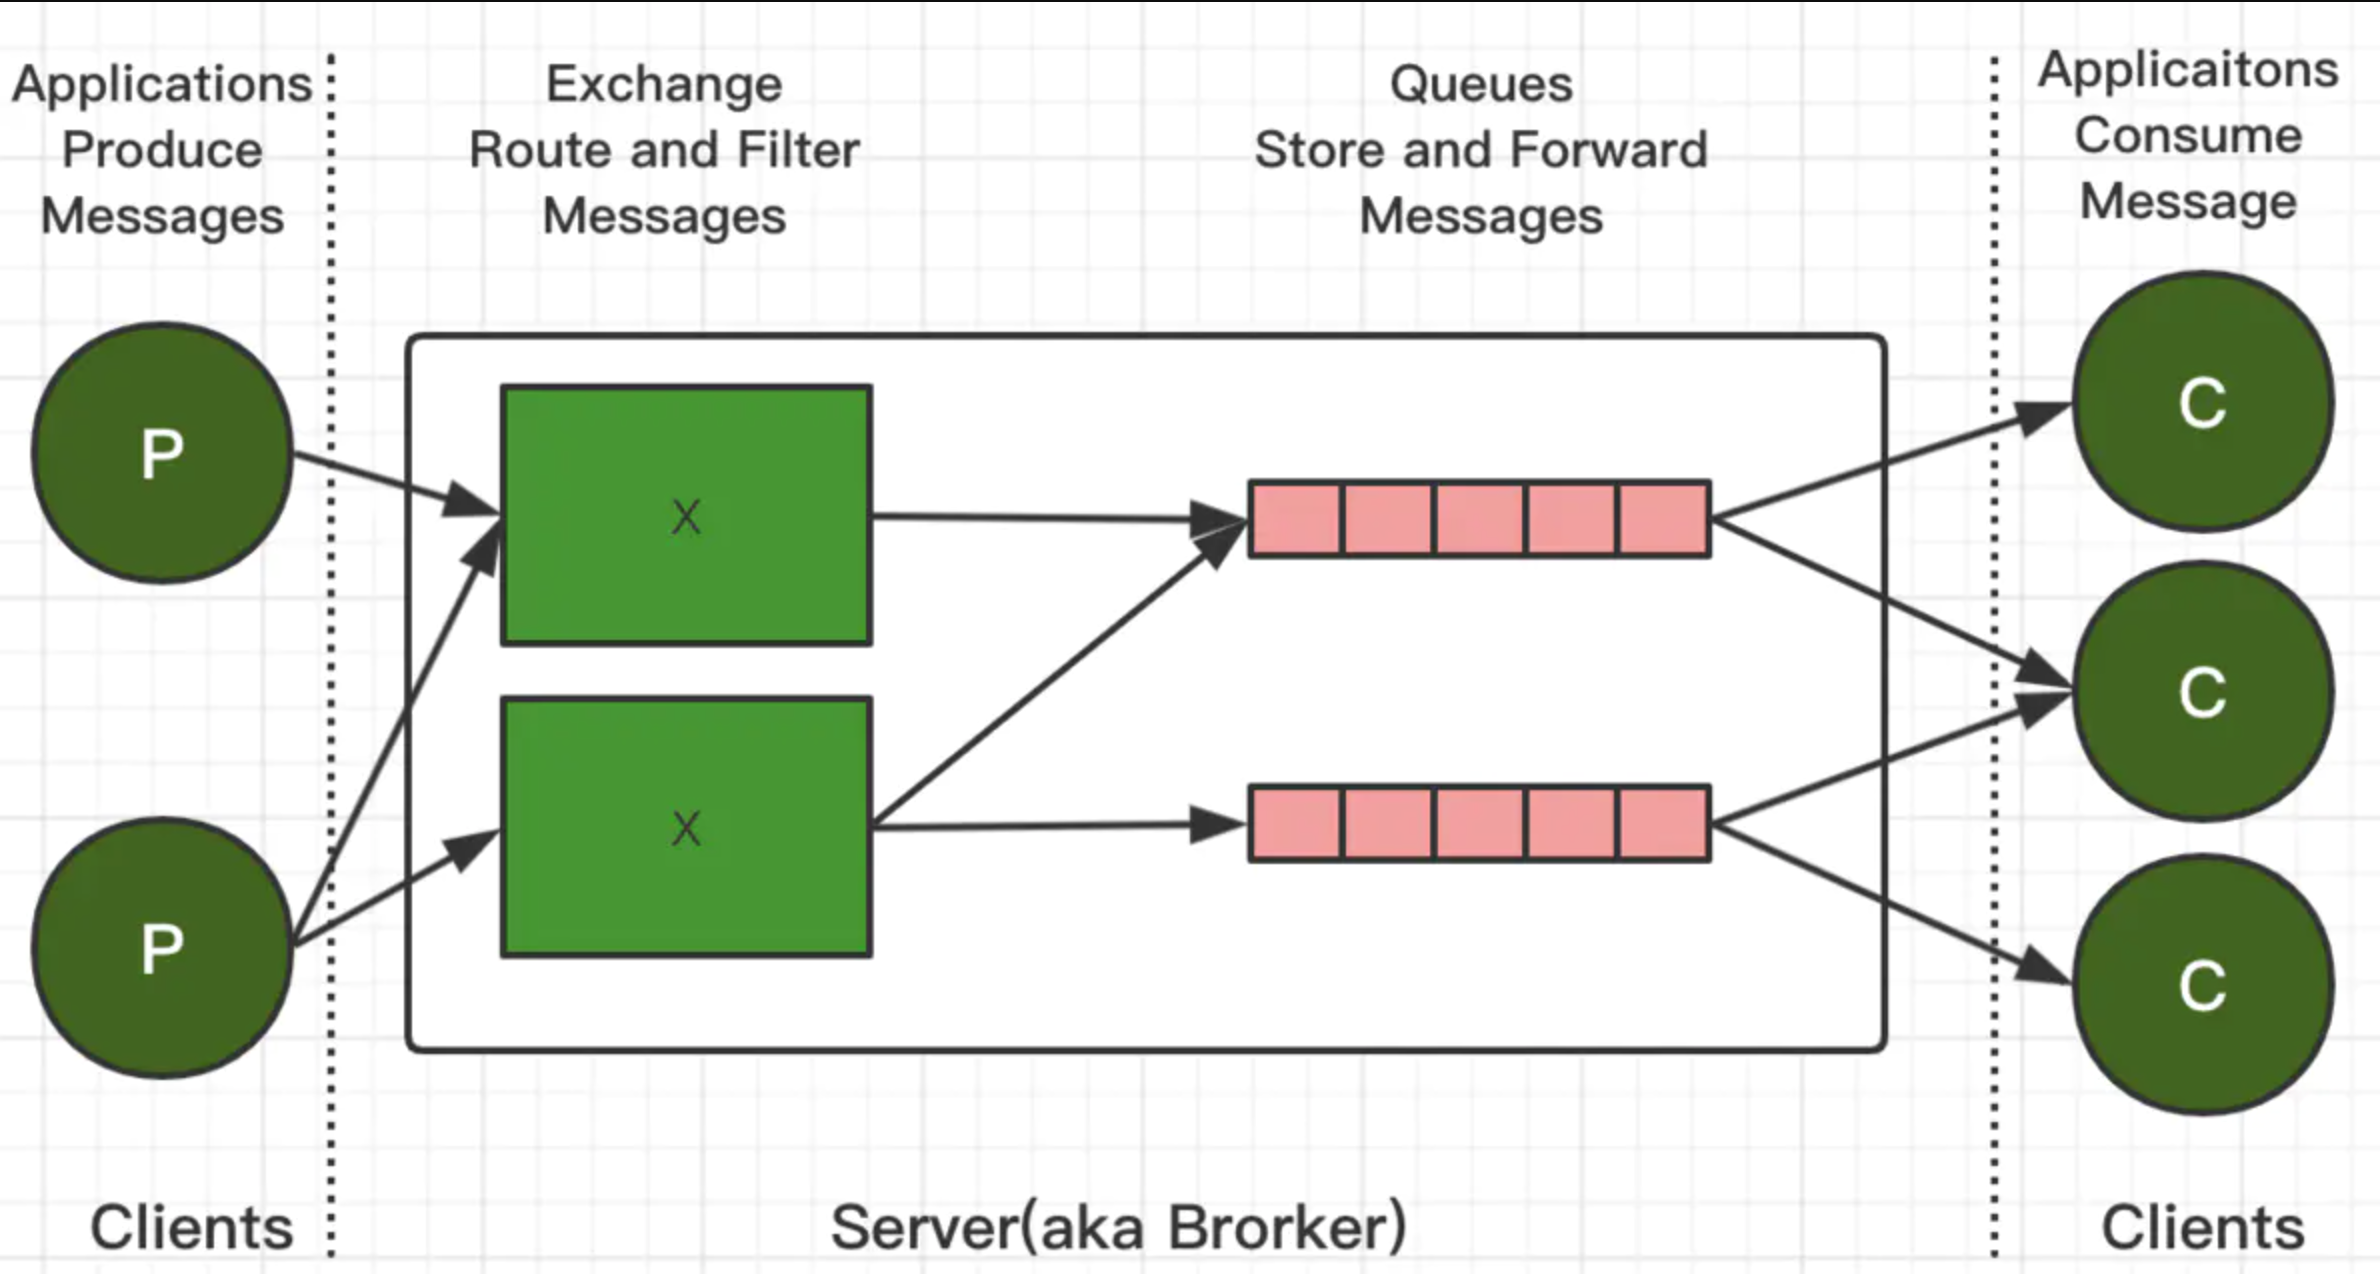 Applications
Produce
Messages
Exchange
Route and Filter
Messages
Queues
Store and Forward
Messages
Applicaitons
Consume
Message
P
P
X
X
C
C
C
Clients
Server(aka Brorker)
Clients